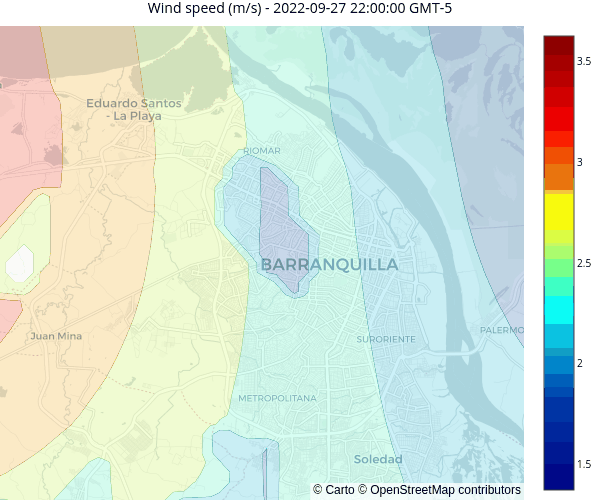 Wind speed (m/s) - 2022-09-27 22:00:00 GMT-5
Eduardo Santos
- La Playa
RIOMAR
BARRANQUILLA
Juan Mina
SURORIENTE
PALERMO
METROPOLITANA
Soledad
© Carto © OpenStreetMap contributors
3.5
3
2.5
2
1.5